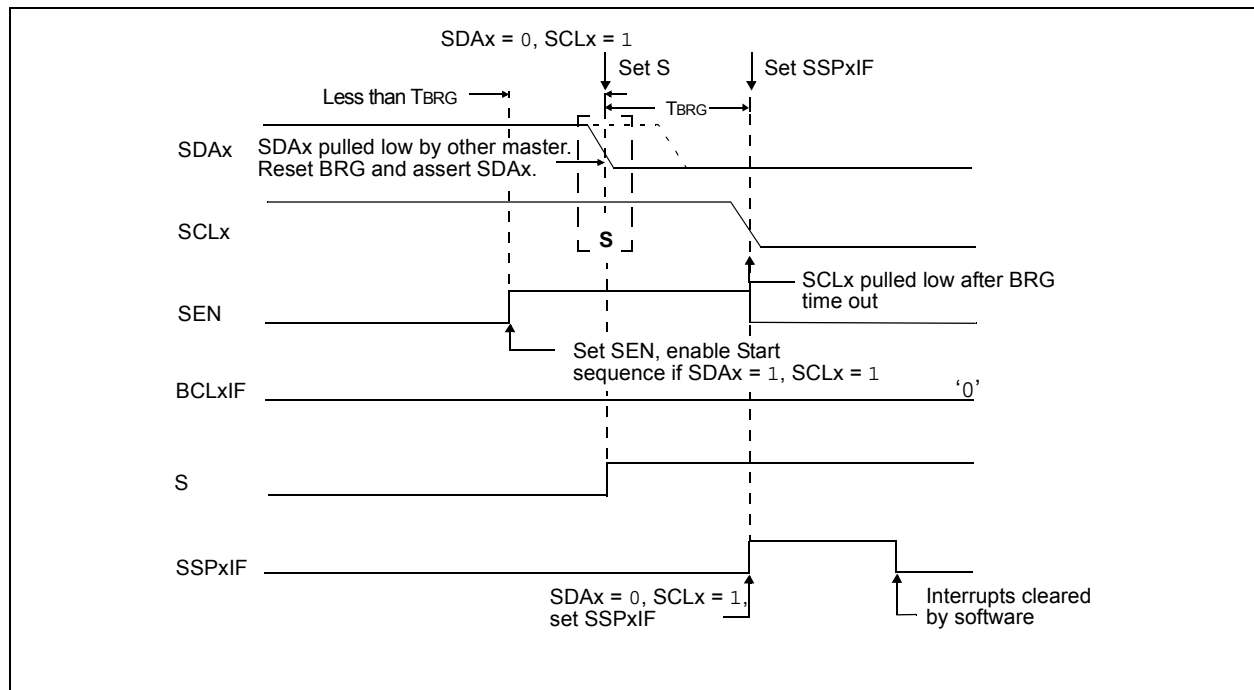 SDAx = 0, SCLx = 1
Set S
Set SSPxIF
Less than TBRG
TBRG
SDAx
SDAx pulled low by other master.
Reset BRG and assert SDAx.
SCLx
S
SCLx pulled low after BRG
time out
SEN
Set SEN, enable Start
sequence if SDAx = 1, SCLx = 1
BCLxIF
‘0’
S
SSPxIF
SDAx = 0, SCLx = 1,
set SSPxIF
Interrupts cleared
by software